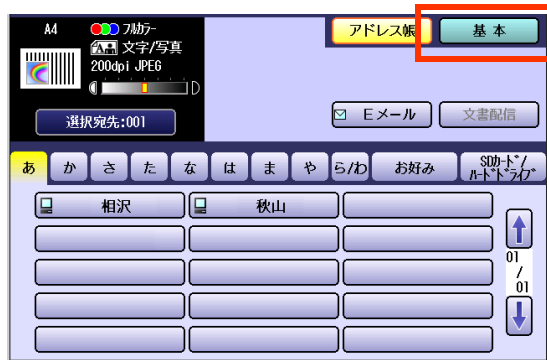 A4 フルカラー アドレス帳 基本
文字/写真
200dpi JPEG
選択宛先:001 Eメール 文書配信
あ か さ た な は ま や ら/わ お好み SDカード/
ハードドライブ
相沢 秋山
01
/
01